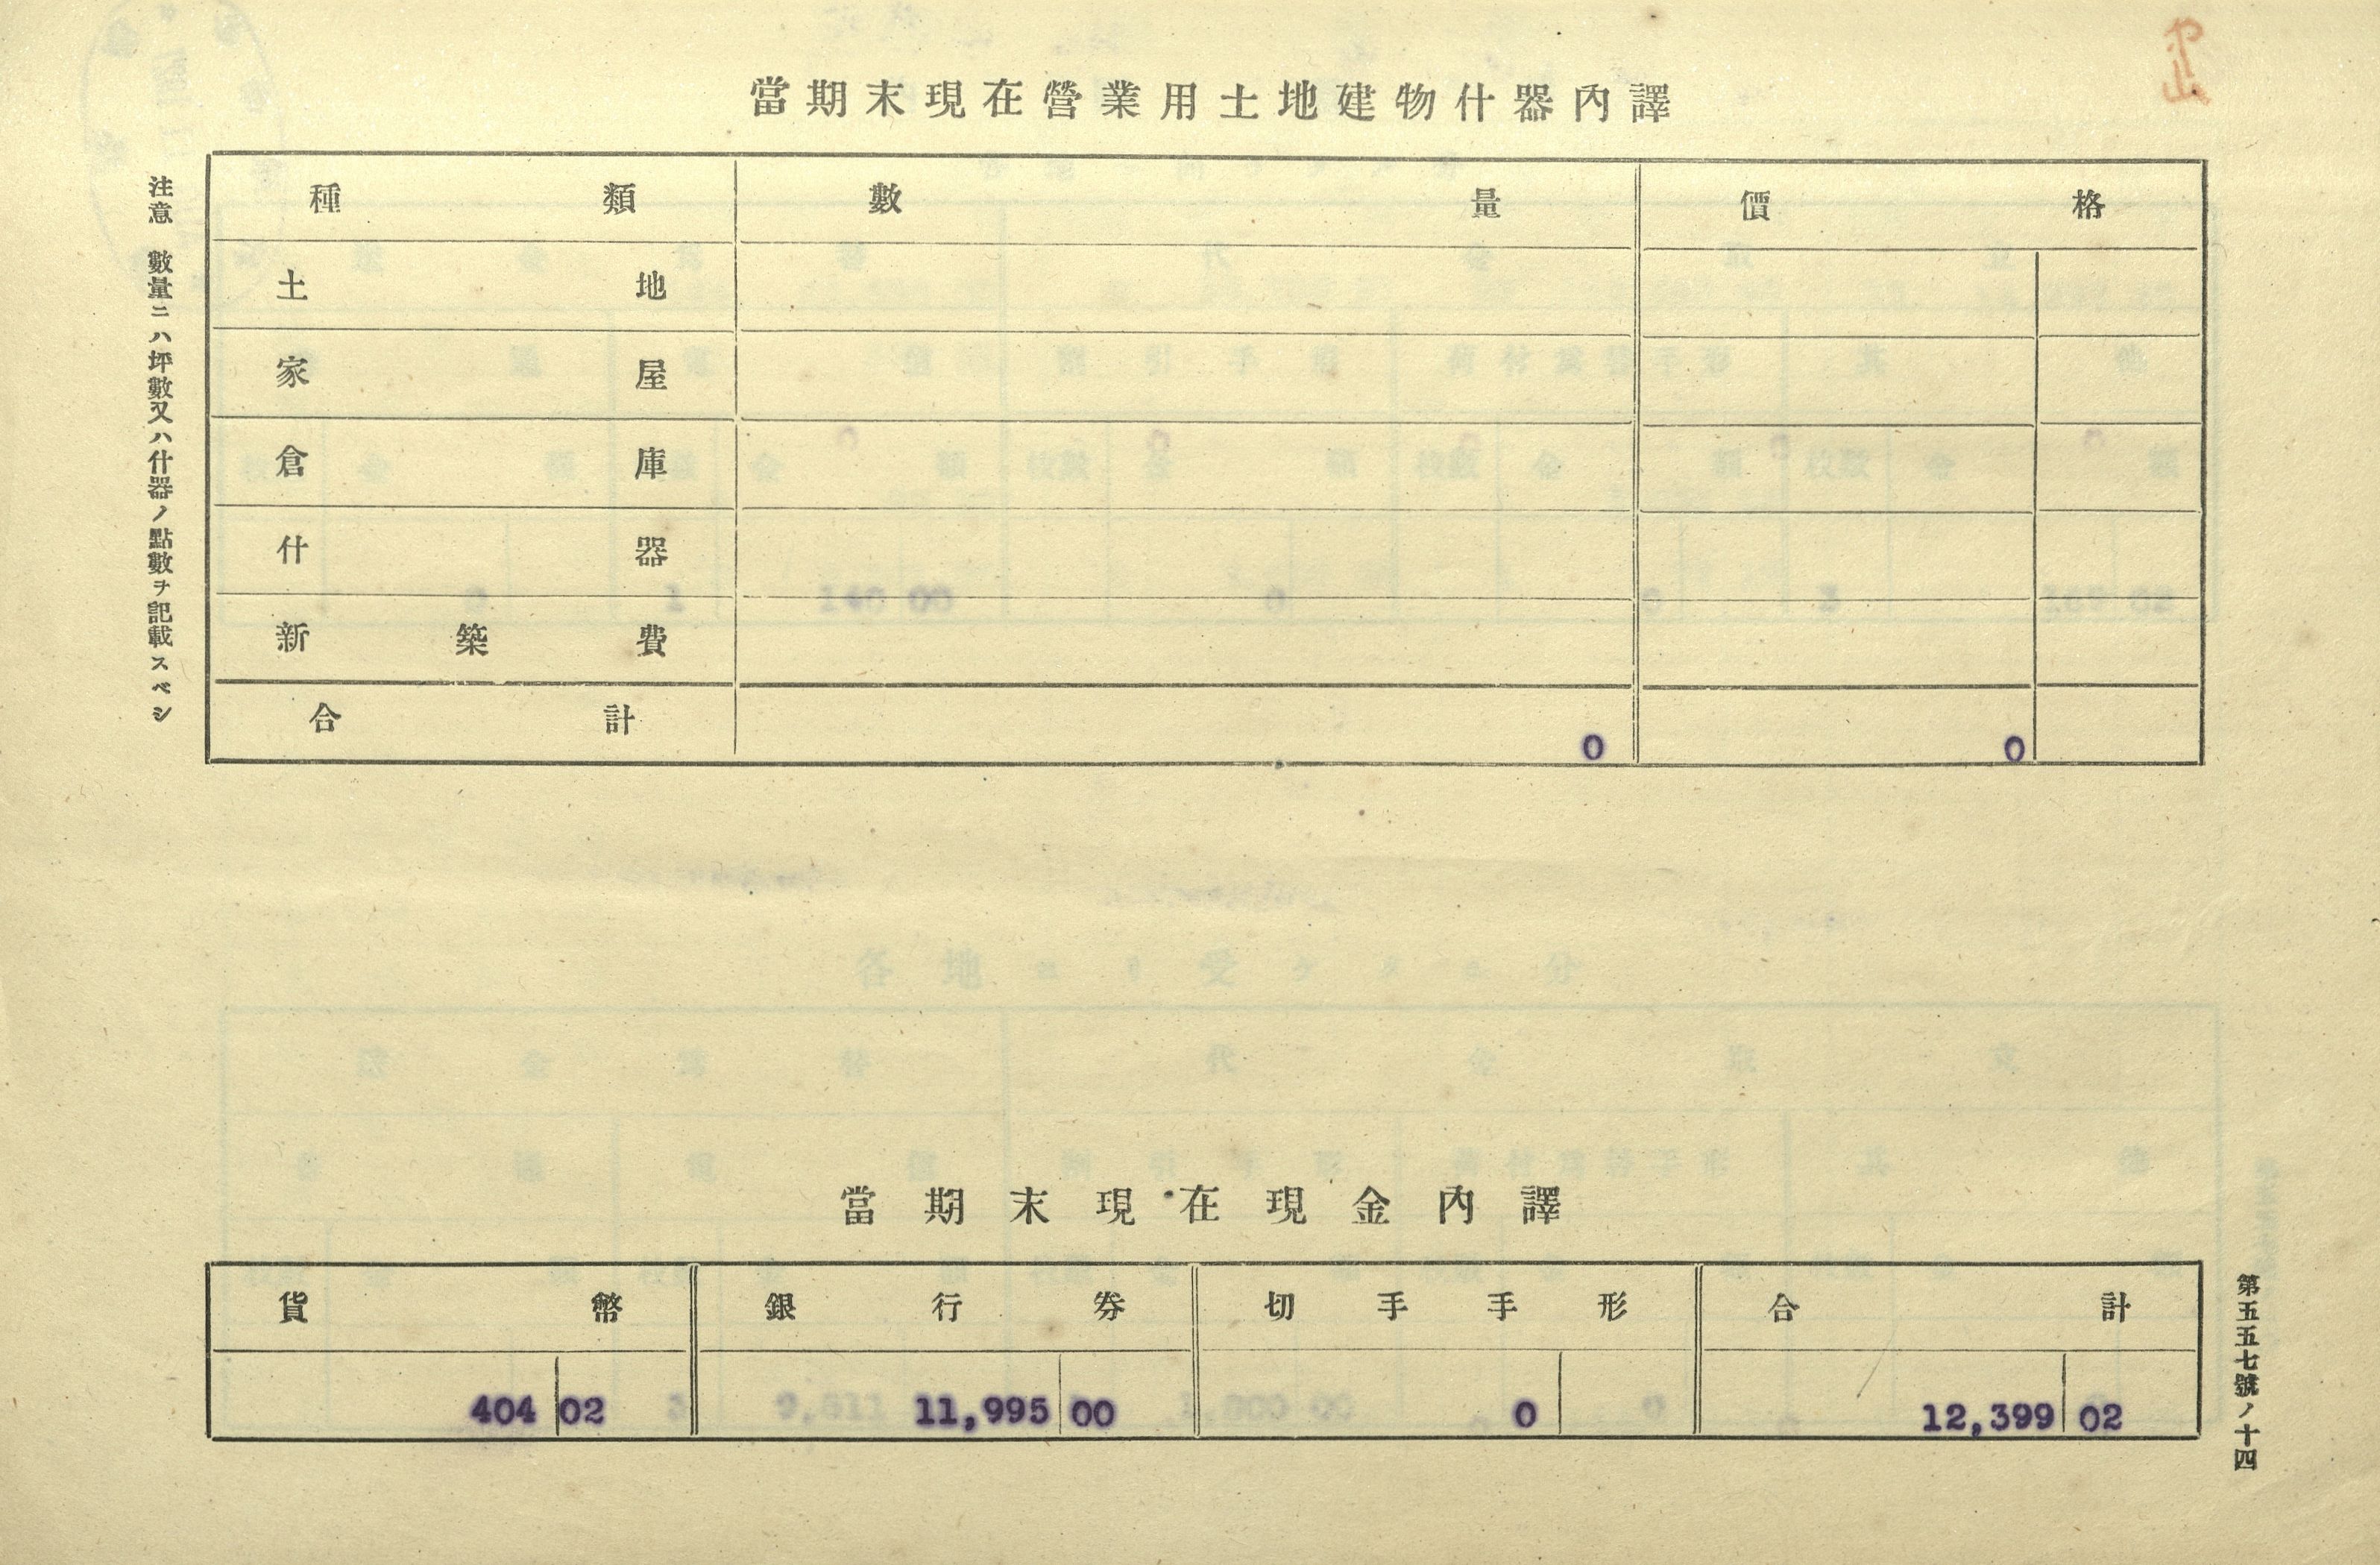 當期末現在營業用土地建物什器內譯
種類 數量 價格
土地
家屋
倉庫
什器
新築費
合計 0 0
注意 數量ニハ坪數又ハ什器ノ點數ヲ記載スベシ
當期末現在現金內譯
貨幣 銀行券 切手手形 合計
404 02 11,995 00 0 12,399 02
第五五七號ノ十四